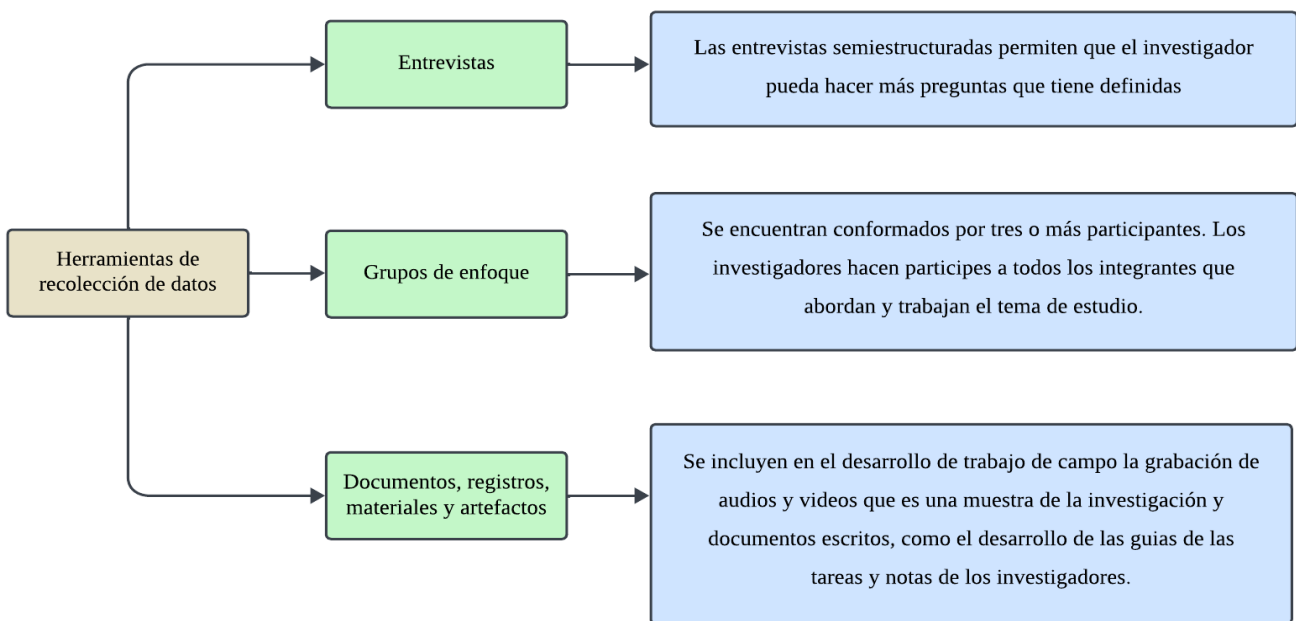 Entrevistas
Las entrevistas semiestructuradas permiten que el investigador
pueda hacer más preguntas que tiene definidas
Herramientas de
recolección de datos
Grupos de enfoque
Se encuentran conformados por tres o más participantes. Los
investigadores hacen participes a todos los integrantes que
abordan y trabajan el tema de estudio.
Documentos, registros,
materiales y artefactos
Se incluyen en el desarrollo de trabajo de campo la grabación de
audios y videos que es una muestra de la investigación y
documentos escritos, como el desarrollo de las guias de las
tareas y notas de los investigadores.